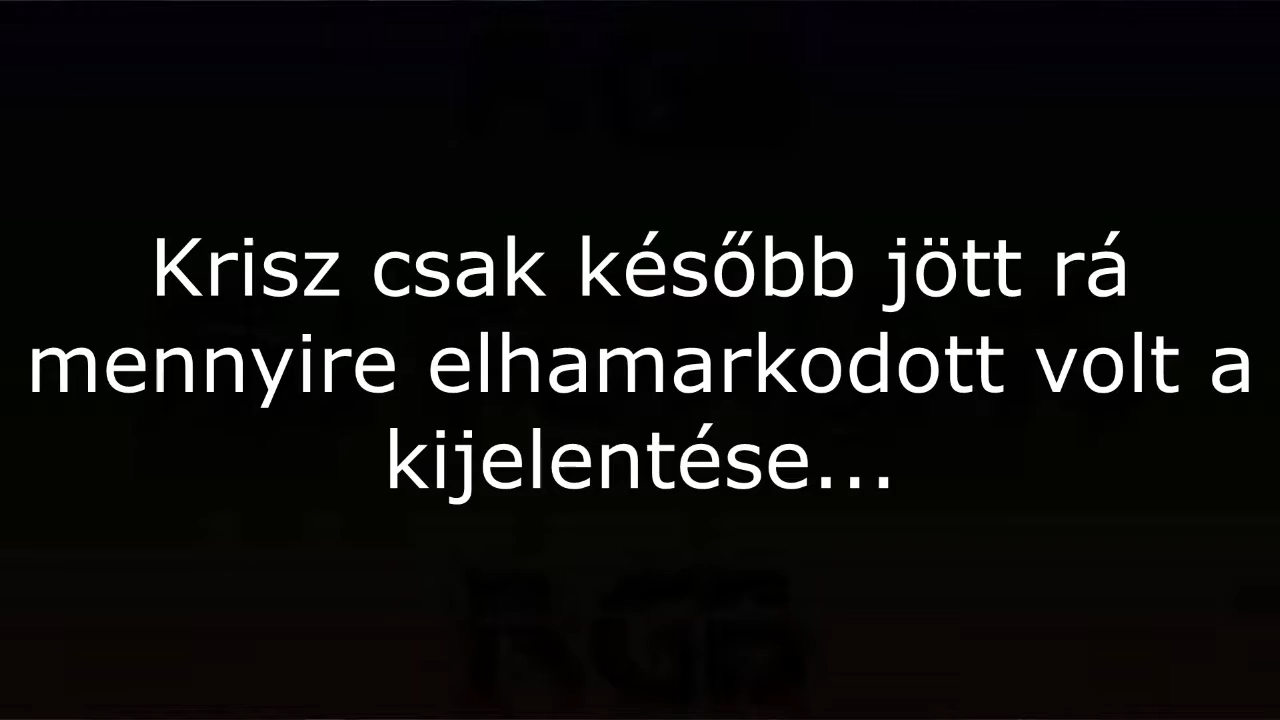 Krisz csak később jött rá
mennyire elhamarkodott volt a
kijelentése...